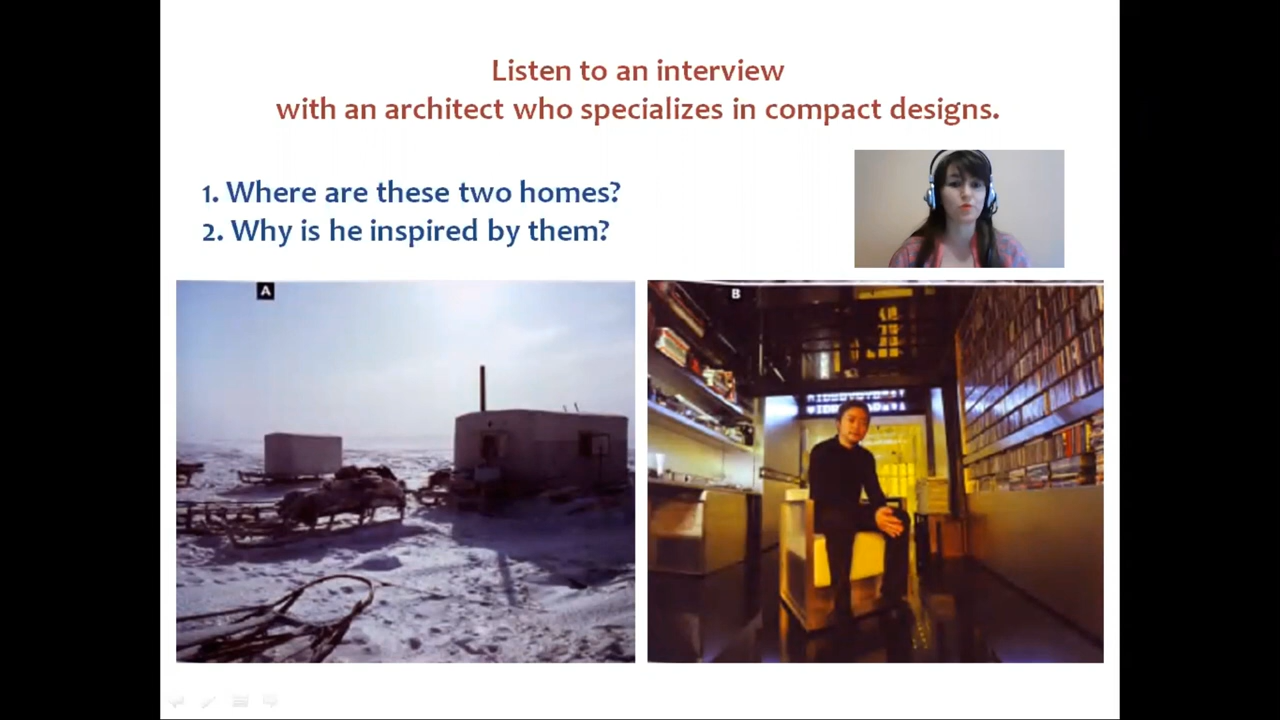 Listen to an interview
with an architect who specializes in compact designs.
1. Where are these two homes?
2. Why is he inspired by them?
A
B